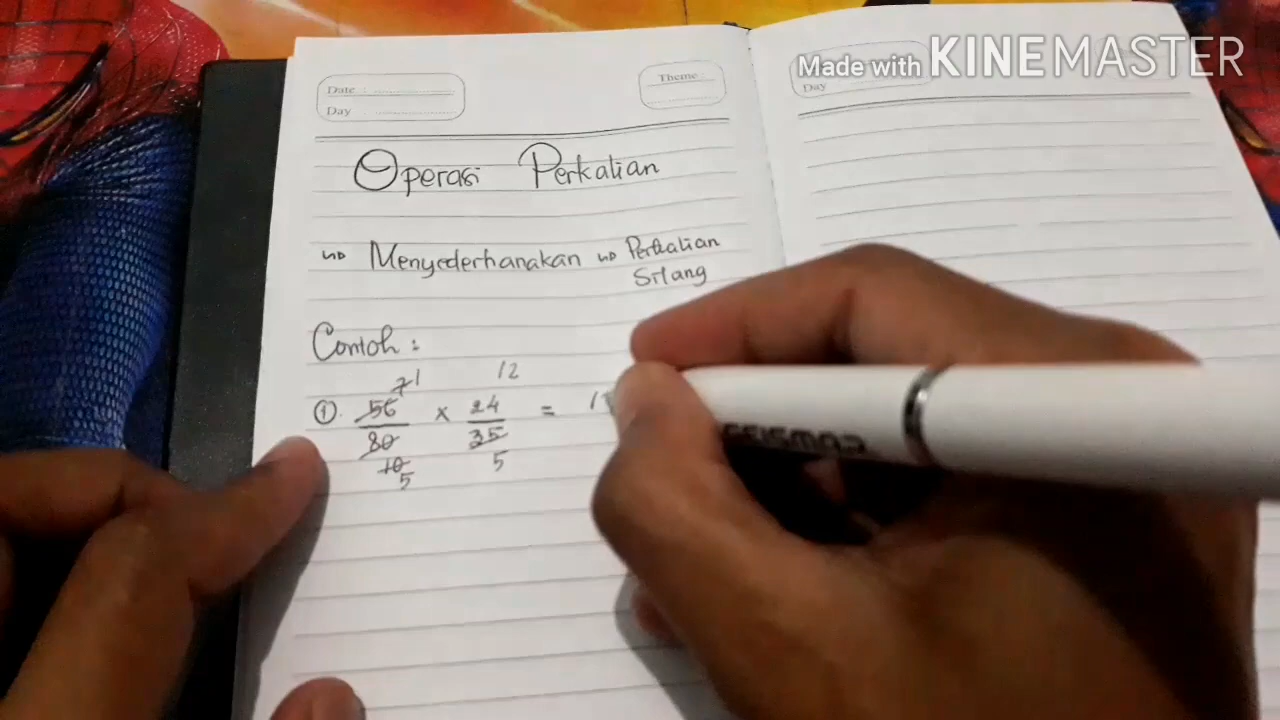 Made with KINEMASTER
Date :
Day
Theme
Day
Operasi Perkalian
Menyederhanakan
Perkalian
Silang
Contoh :
7 1 12
① 56 x 24 =
80 35
10 5
5